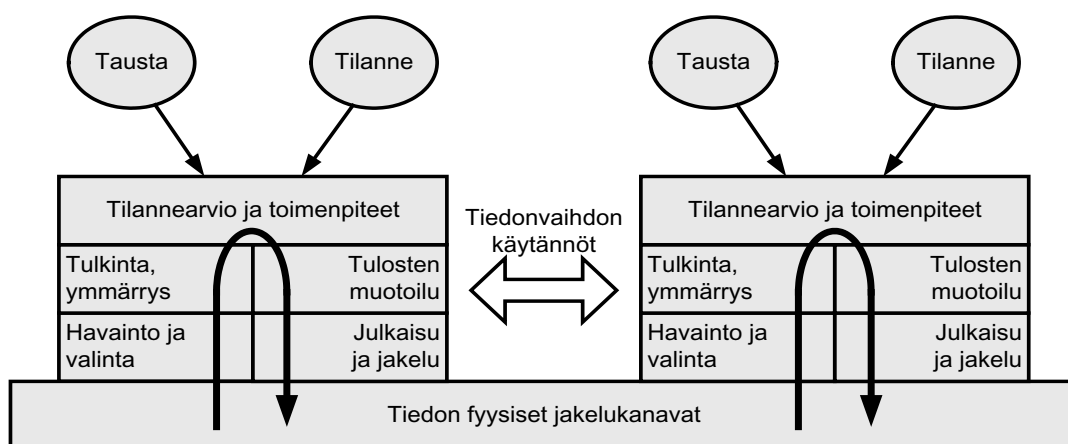 Tausta
Tilanne
Tausta
Tilanne
Tilannearvio ja toimenpiteet
Tulkinta,
ymmärrys
Tulosten
muotoilu
Havainto ja
valinta
Julkaisu
ja jakelu
Tiedonvaihdon
käytännöt
Tilannearvio ja toimenpiteet
Tulkinta,
ymmärrys
Tulosten
muotoilu
Havainto ja
valinta
Julkaisu
ja jakelu
Tiedon fyysiset jakelukanavat